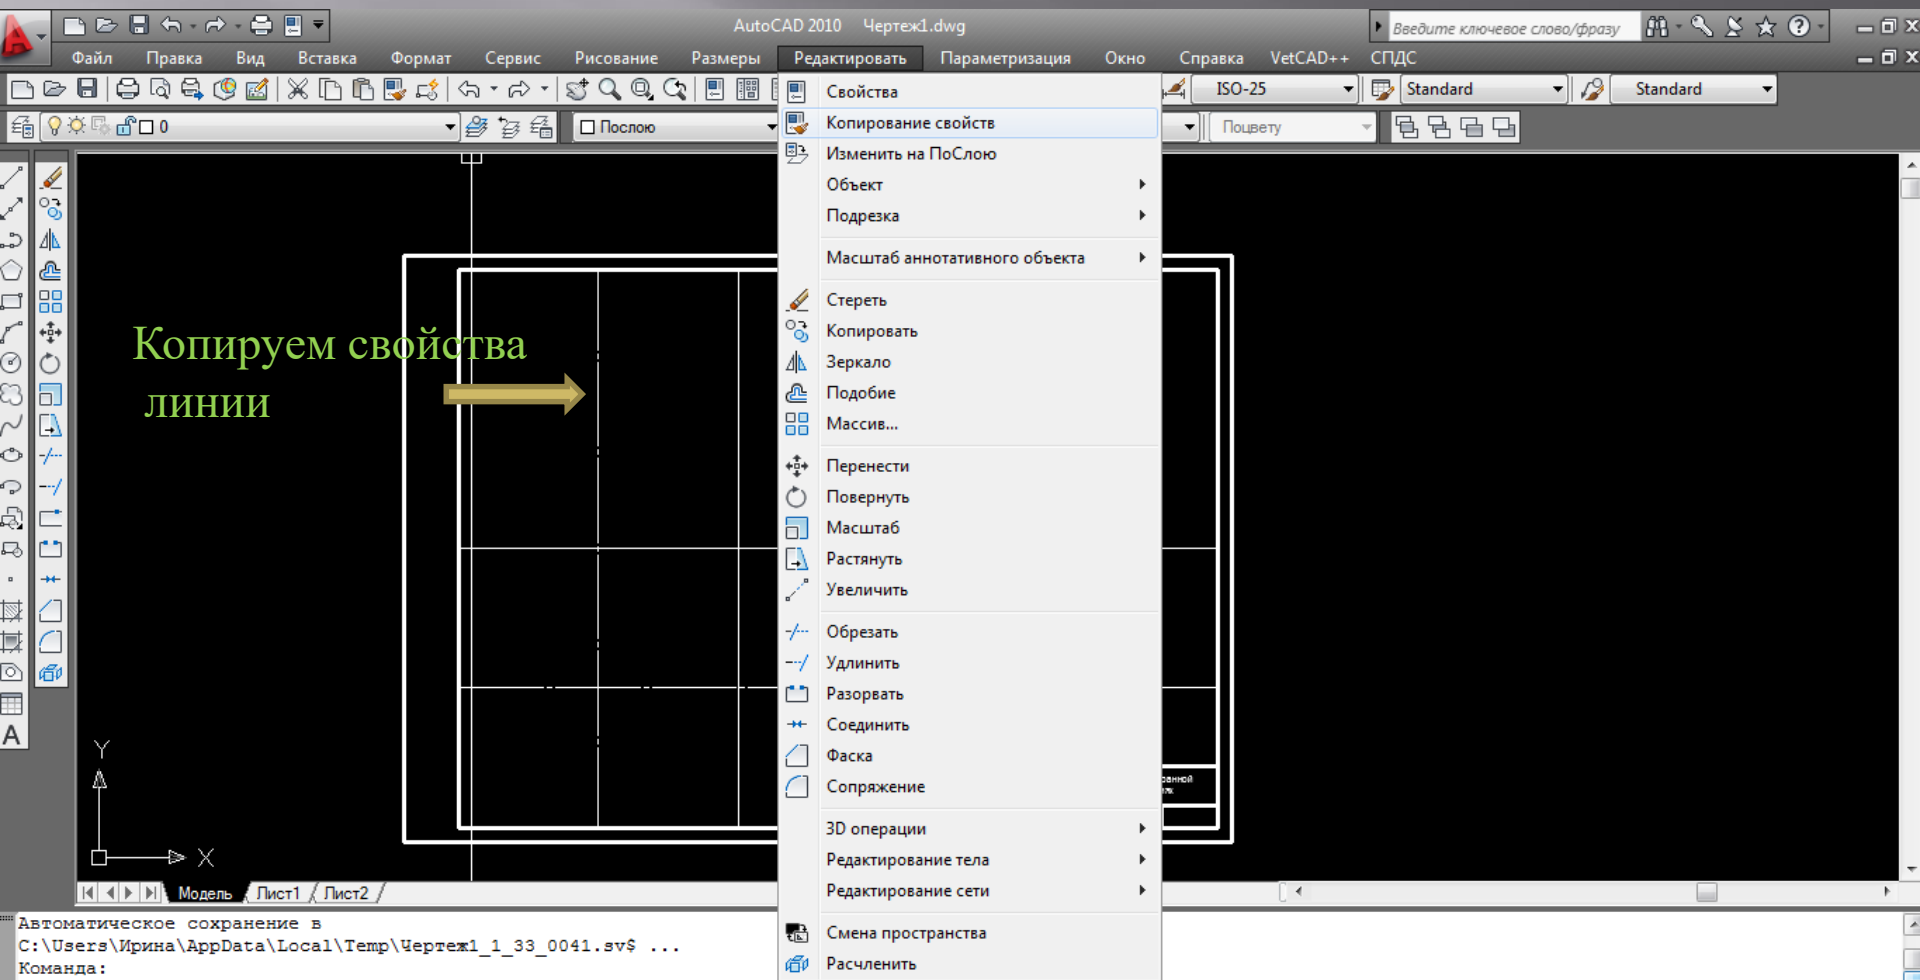 AutoCAD 2010 Чертеж1.dwg
Введите ключевое слово/фразу
Файл Правка Вид Вставка Формат Сервис Рисование Размеры Редактировать Параметризация Окно Справка VetCAD++ СПДС
ISO-25 Standard Standard
0 Послою Поцвету
Свойства
Копирование свойств
Изменить на ПоСлою
Объект
Подрезка
Масштаб аннотативного объекта
Стереть
Копировать
Зеркало
Подобие
Массив...
Перенести
Повернуть
Масштаб
Растянуть
Увеличить
Обрезать
Удлинить
Разорвать
Соединить
Фаска
Сопряжение
3D операции
Редактирование тела
Редактирование сети
Смена пространства
Расчленить
Копируем свойства
линии
A
Y
X
Модель Лист1 Лист2
Автоматическое сохранение в
C:\Users\Ирина\AppData\Local\Temp\Чертеж1_1_33_0041.sv$ ...
Команда: